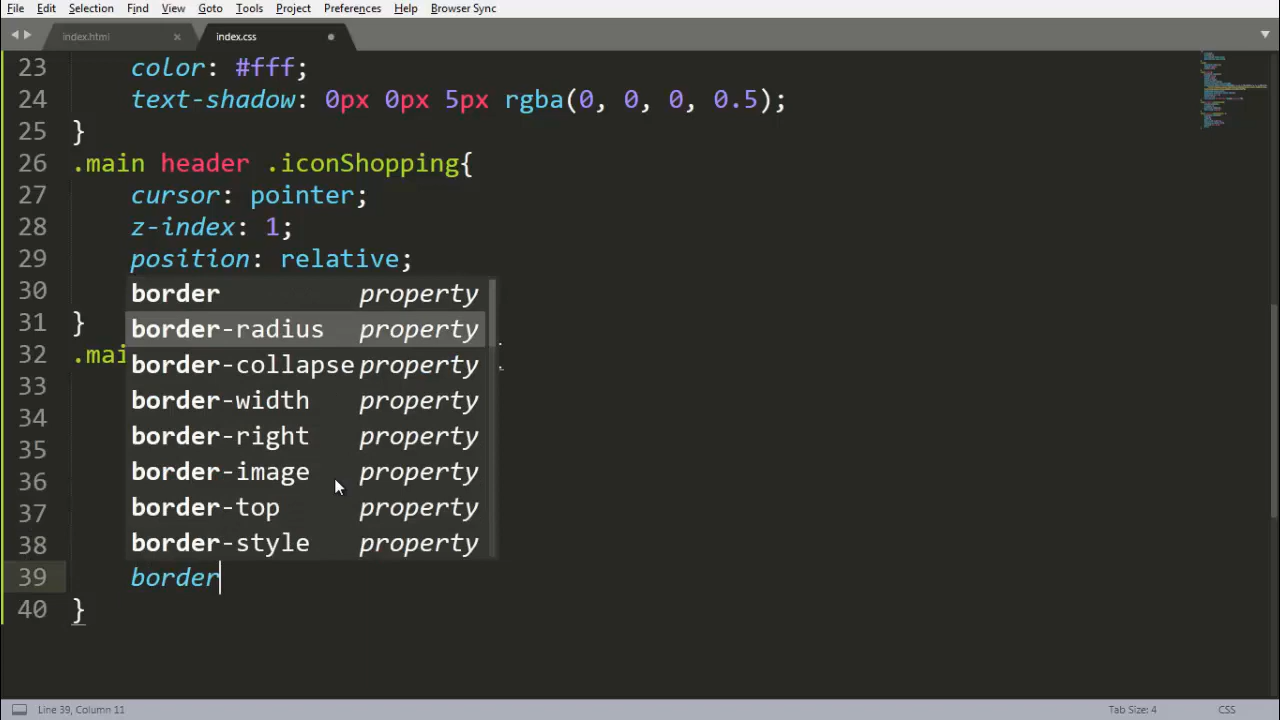 File Edit Selection Find View Goto Tools Project Preferences Help Browser Sync
index.html × index.css
23 color: #fff;
24 text-shadow: 0px 0px 5px rgba(0, 0, 0, 0.5);
25 }
26 .main header .iconShopping{
27 cursor: pointer;
28 z-index: 1;
29 position: relative;
30
border property
31 }
border-radius property
32 .mai
border-collapse property
33
border-width property
34
border-right property
35
border-image property
36
border-top property
37
border-style property
38
39 border
40 }
Line 39, Column 11 Tab Size: 4 CSS